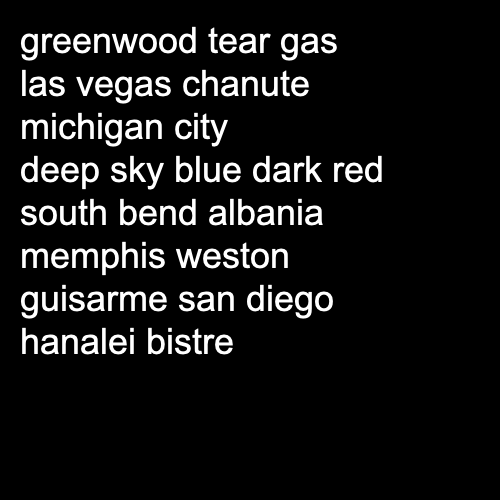 greenwood tear gas
las vegas chanute
michigan city
deep sky blue dark red
south bend albania
memphis weston
guisarme san diego
hanalei bistre